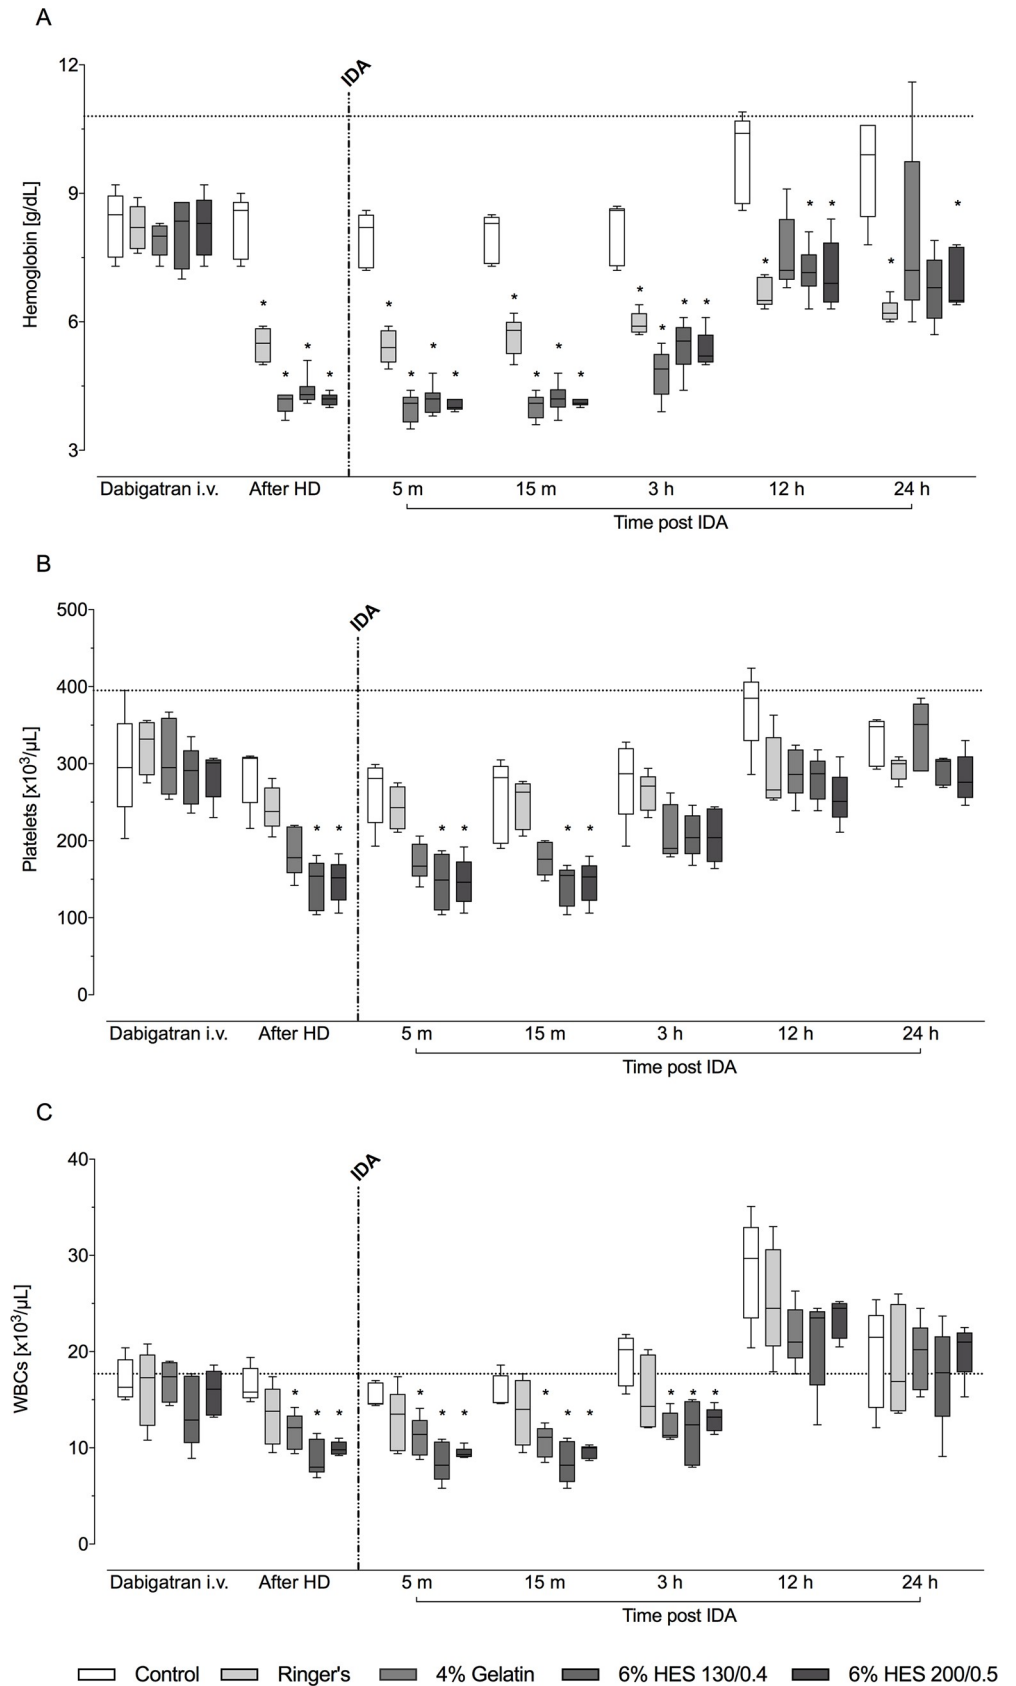 A
12
9
6
3
Hemoglobin [g/dL]
IDA
* * * *
* * * *
* * * *
* * * *
* * *
* *
Dabigatran i.v. After HD 5 m 15 m 3 h 12 h 24 h
Time post IDA
B
500
400
300
200
100
0
Platelets [x10³/µL]
IDA
* * * * * *
Dabigatran i.v. After HD 5 m 15 m 3 h 12 h 24 h
Time post IDA
C
40
30
20
10
0
WBCs [x10³/µL]
IDA
* * * * * * * * * * * *
Dabigatran i.v. After HD 5 m 15 m 3 h 12 h 24 h
Time post IDA
Control Ringer's 4% Gelatin 6% HES 130/0.4 6% HES 200/0.5